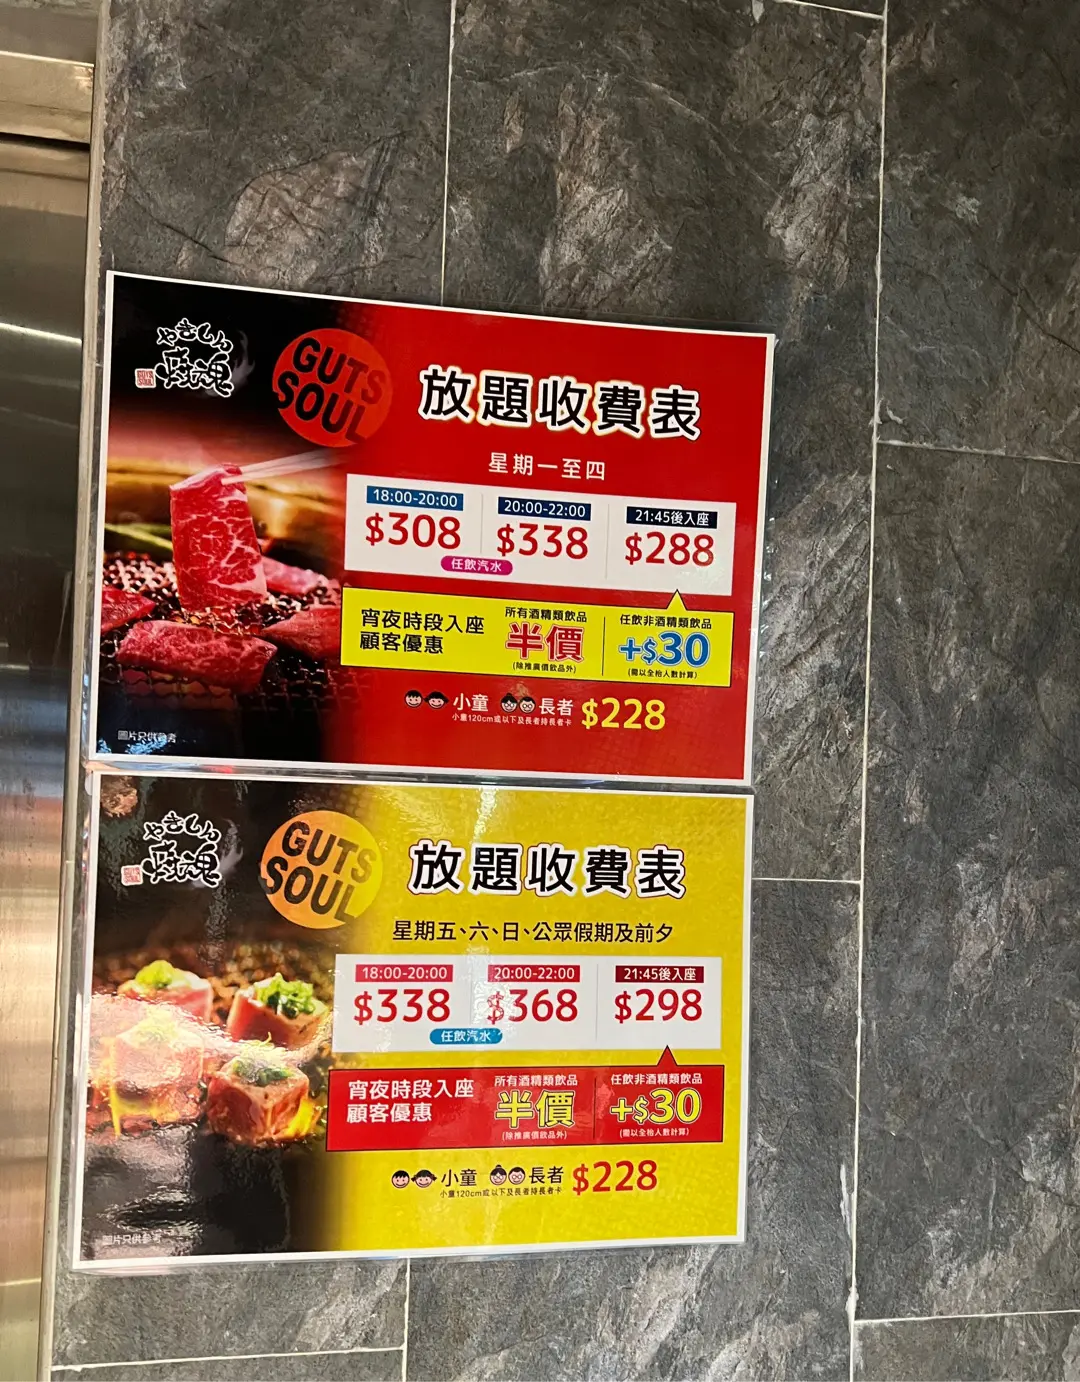 やきしん
焼魂
GUTS SOUL
GUTS
SOUL
放題收費表
星期一至四
18:00-20:00 20:00-22:00 21:45後入座
$308 $338 $288
任飲汽水
宵夜時段入座
顧客優惠
所有酒精類飲品
半價
(除推廣價飲品外)
任飲非酒精類飲品
+$30
(需以全枱人數計算)
小童 長者 $228
小童120cm或以下及長者持長者卡
圖片只供參考
やきしん
焼魂
GUTS
SOUL
放題收費表
星期五、六、日、公眾假期及前夕
18:00-20:00 20:00-22:00 21:45後入座
$338 $368 $298
任飲汽水
宵夜時段入座
顧客優惠
所有酒精類飲品
半價
(除推廣價飲品外)
任飲非酒精類飲品
+$30
(需以全枱人數計算)
小童 長者 $228
小童120cm或以下及長者持長者卡
圖片只供參考